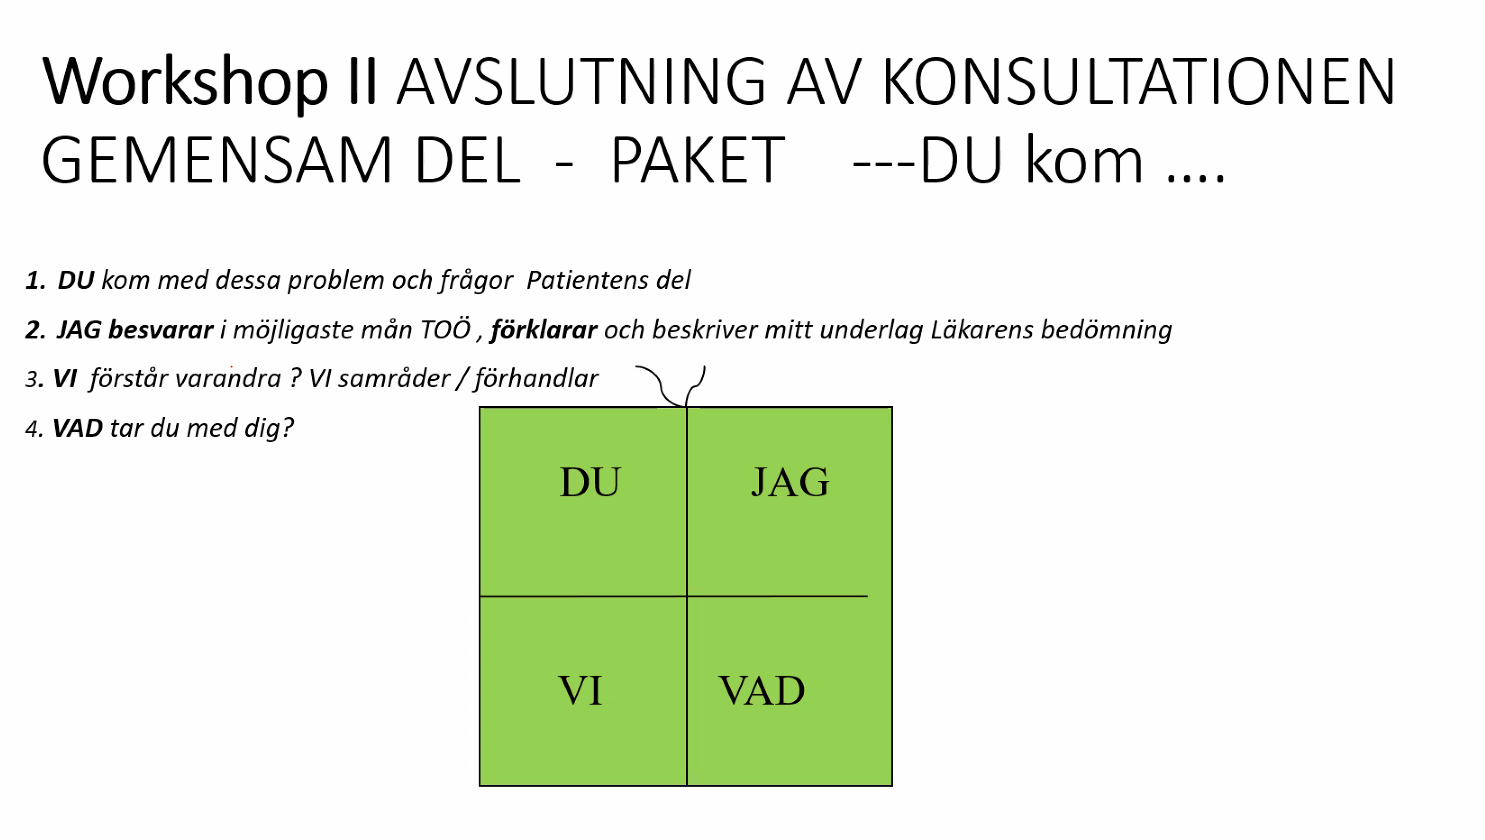 Workshop II AVSLUTNING AV KONSULTATIONEN
GEMENSAM DEL - PAKET ---DU kom ....
1. DU kom med dessa problem och frågor Patientens del
2. JAG besvarar i möjligaste mån TOÖ , förklarar och beskriver mitt underlag Läkarens bedömning
3. VI förstår varandra ? VI samråder / förhandlar
4. VAD tar du med dig?
DU JAG
VI VAD